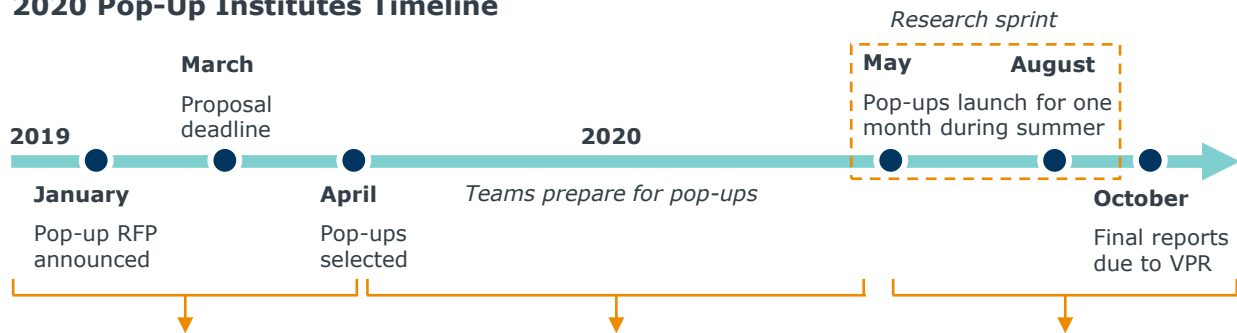 2020 Pop-Up Institutes Timeline
Research sprint
March
Proposal
deadline
May
August
Pop-ups launch for one
month during summer
2019
2020
January
Pop-up RFP
announced
April
Pop-ups
selected
Teams prepare for pop-ups
October
Final reports
due to VPR